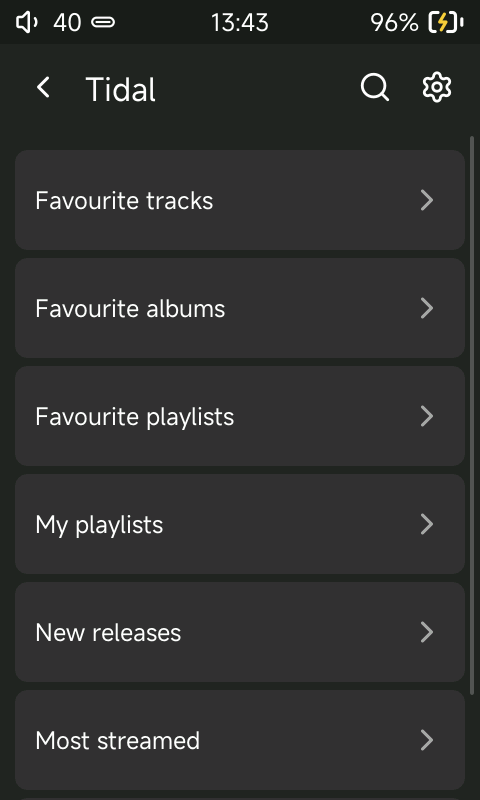 40 13:43 96%
Tidal
Favourite tracks
Favourite albums
Favourite playlists
My playlists
New releases
Most streamed